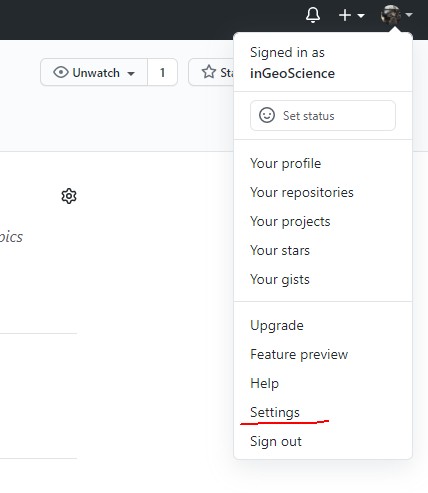 Unwatch
1
Sta
pics
Signed in as
inGeoScience
Set status
Your profile
Your repositories
Your projects
Your stars
Your gists
Upgrade
Feature preview
Help
Settings
Sign out